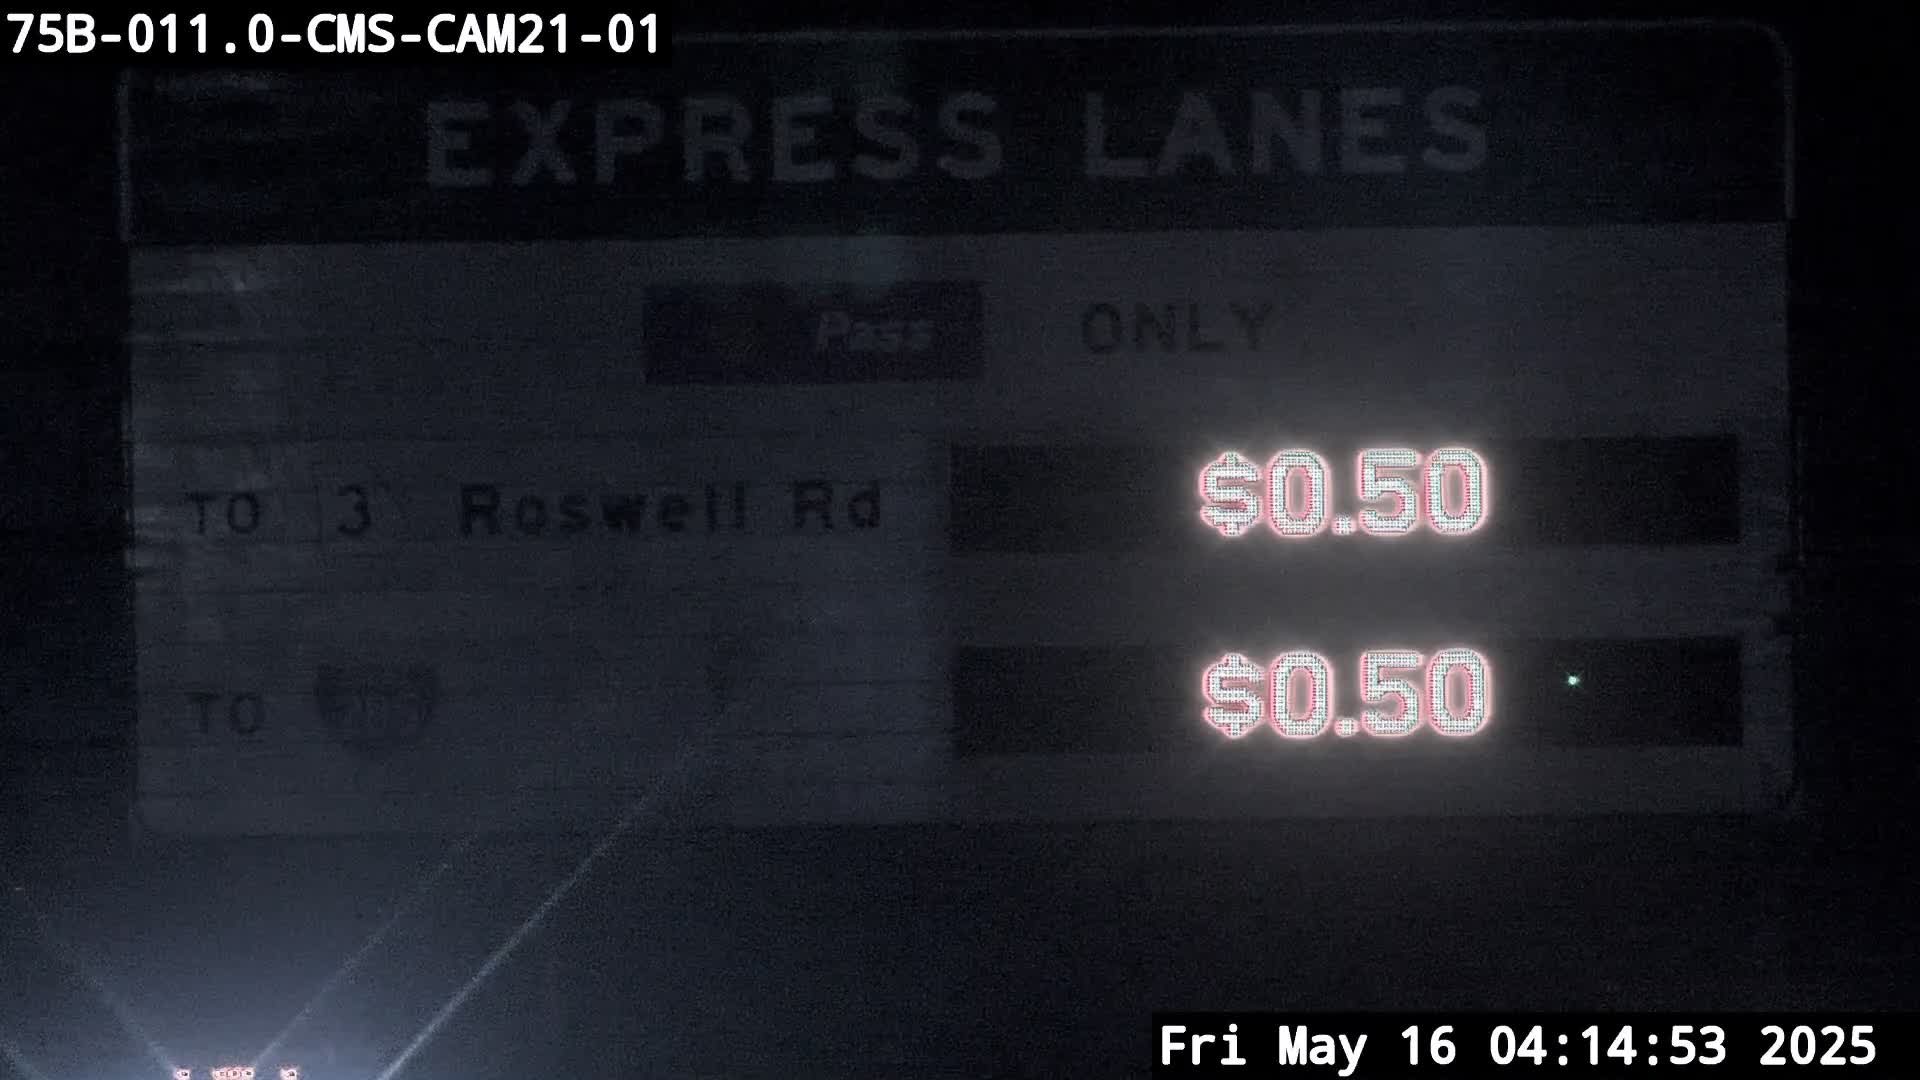 75B-011.0-CMS-CAM21-01
EXPRESS LANES
Pass ONLY
TO 3 Roswell Rd $0.50
TO $0.50
Fri May 16 04:14:53 2025